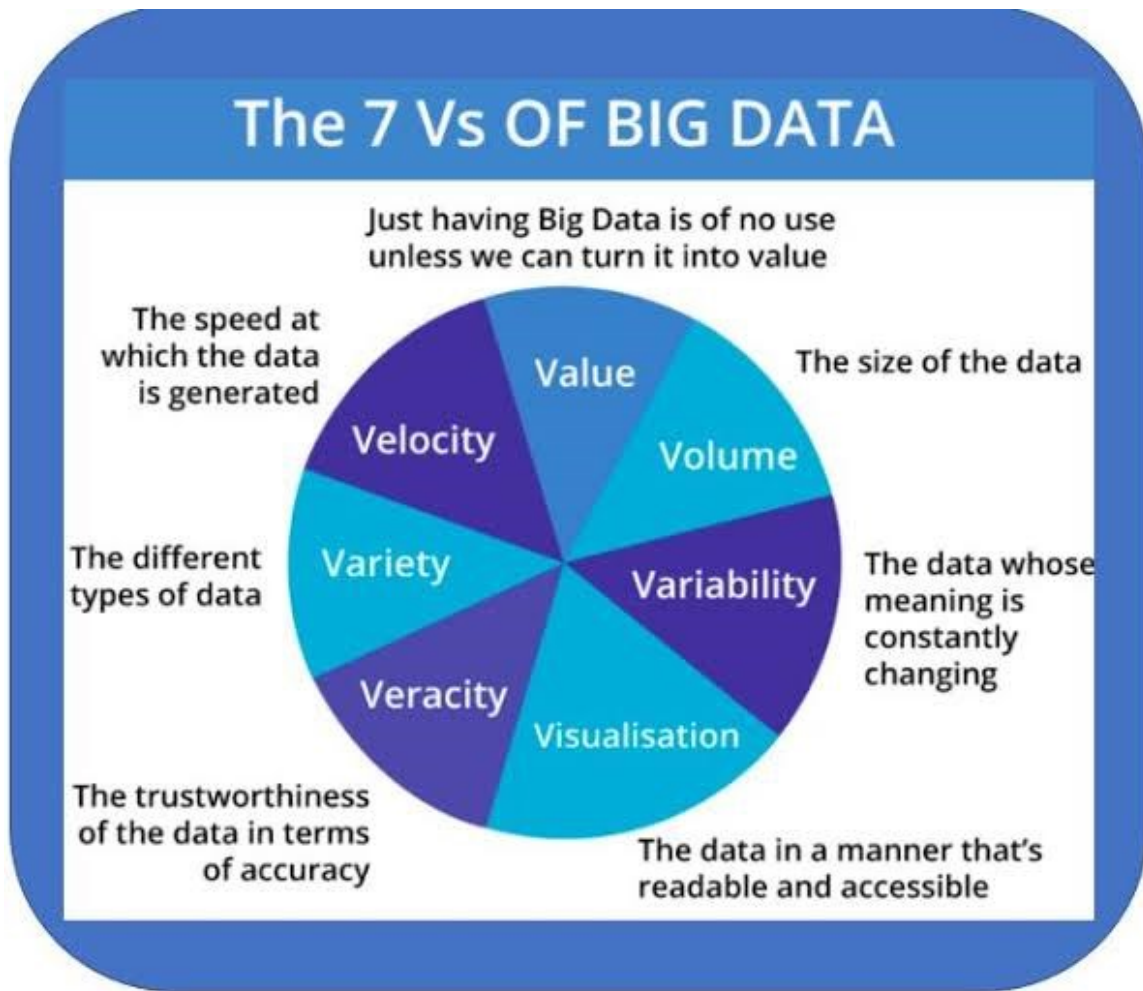 The 7 Vs OF BIG DATA
Just having Big Data is of no use
unless we can turn it into value
Value
The size of the data
Volume
The data whose
meaning is
constantly
changing
Variability
The data in a manner that's
readable and accessible
Visualisation
The trustworthiness
of the data in terms
of accuracy
Veracity
The different
types of data
Variety
The speed at
which the data
is generated
Velocity